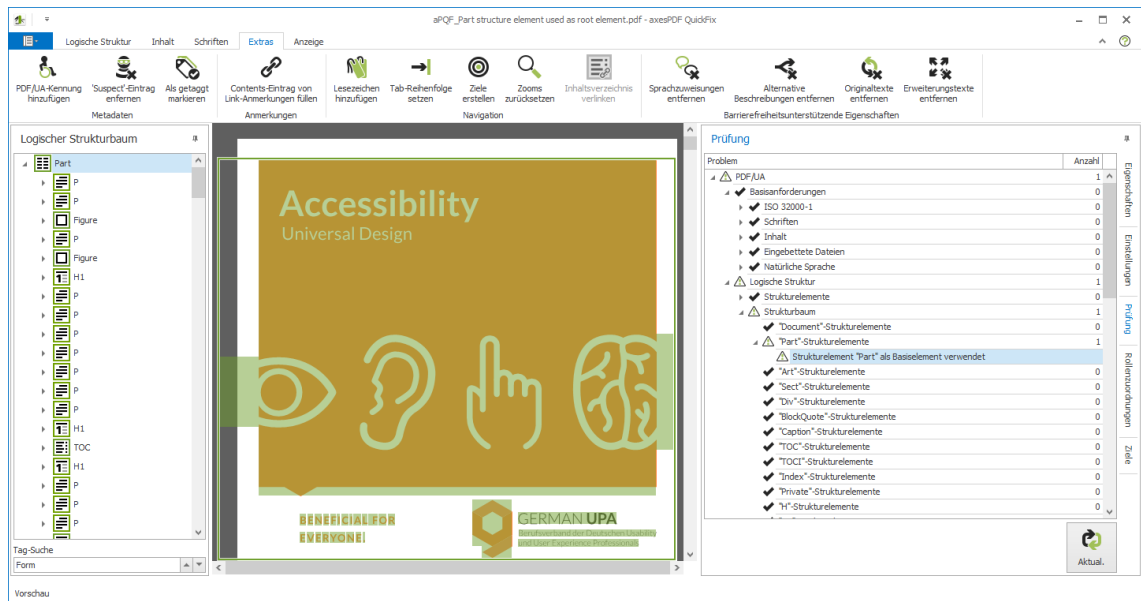 aPQF_Part structure element used as root element.pdf - axesPDF QuickFix
Logische Struktur Inhalt Schriften Extras Anzeige
PDF/UA-Kennung hinzufügen
'Suspect'-Eintrag enfernen
Als getaggt markieren
Contents-Eintrag von Link-Anmerkungen füllen
Lesezeichen hinzufügen
Tab-Reihenfolge setzen
Ziele erstellen
Zooms zurücksetzen
Inhaltsverzeichnis verlinken
Sprachzuweisungen entfernen
Alternative Beschreibungen entfernen
Originaltexte entfernen
Erweiterungstexte entfernen
Metadaten
Anmerkungen
Navigation
Barrierefreiheitsunterstützende Eigenschaften
Logischer Strukturbaum
Part
P
P
Figure
P
Figure
H1
P
P
P
P
P
P
P
H1
TOC
H1
P
P
P
Tag-Suche
Form
Vorschau
Accessibility
Universal Design
BENEFICIAL FOR
EVERYONE.
GERMAN UPA
Berufsverband der Deutschen Usability
und User Experience Professionals
Prüfung
Problem Anzahl
PDF/UA 1
Basisanforderungen 0
ISO 32000-1 0
Schriften 0
Inhalt 0
Eingebettete Dateien 0
Natürliche Sprache 0
Logische Struktur 1
Strukturelemente 0
Strukturbaum 1
"Document"-Strukturelemente 0
"Part"-Strukturelemente 1
Strukturelement "Part" als Basiselement verwendet
"Art"-Strukturelemente 0
"Sect"-Strukturelemente 0
"Div"-Strukturelemente 0
"BlockQuote"-Strukturelemente 0
"Caption"-Strukturelemente 0
"TOC"-Strukturelemente 0
"TOCI"-Strukturelemente 0
"Index"-Strukturelemente 0
"Private"-Strukturelemente 0
"H"-Strukturelemente 0
Aktual.
Eigenschaften
Einstellungen
Prüfung
Rollenzuordnungen
Ziele